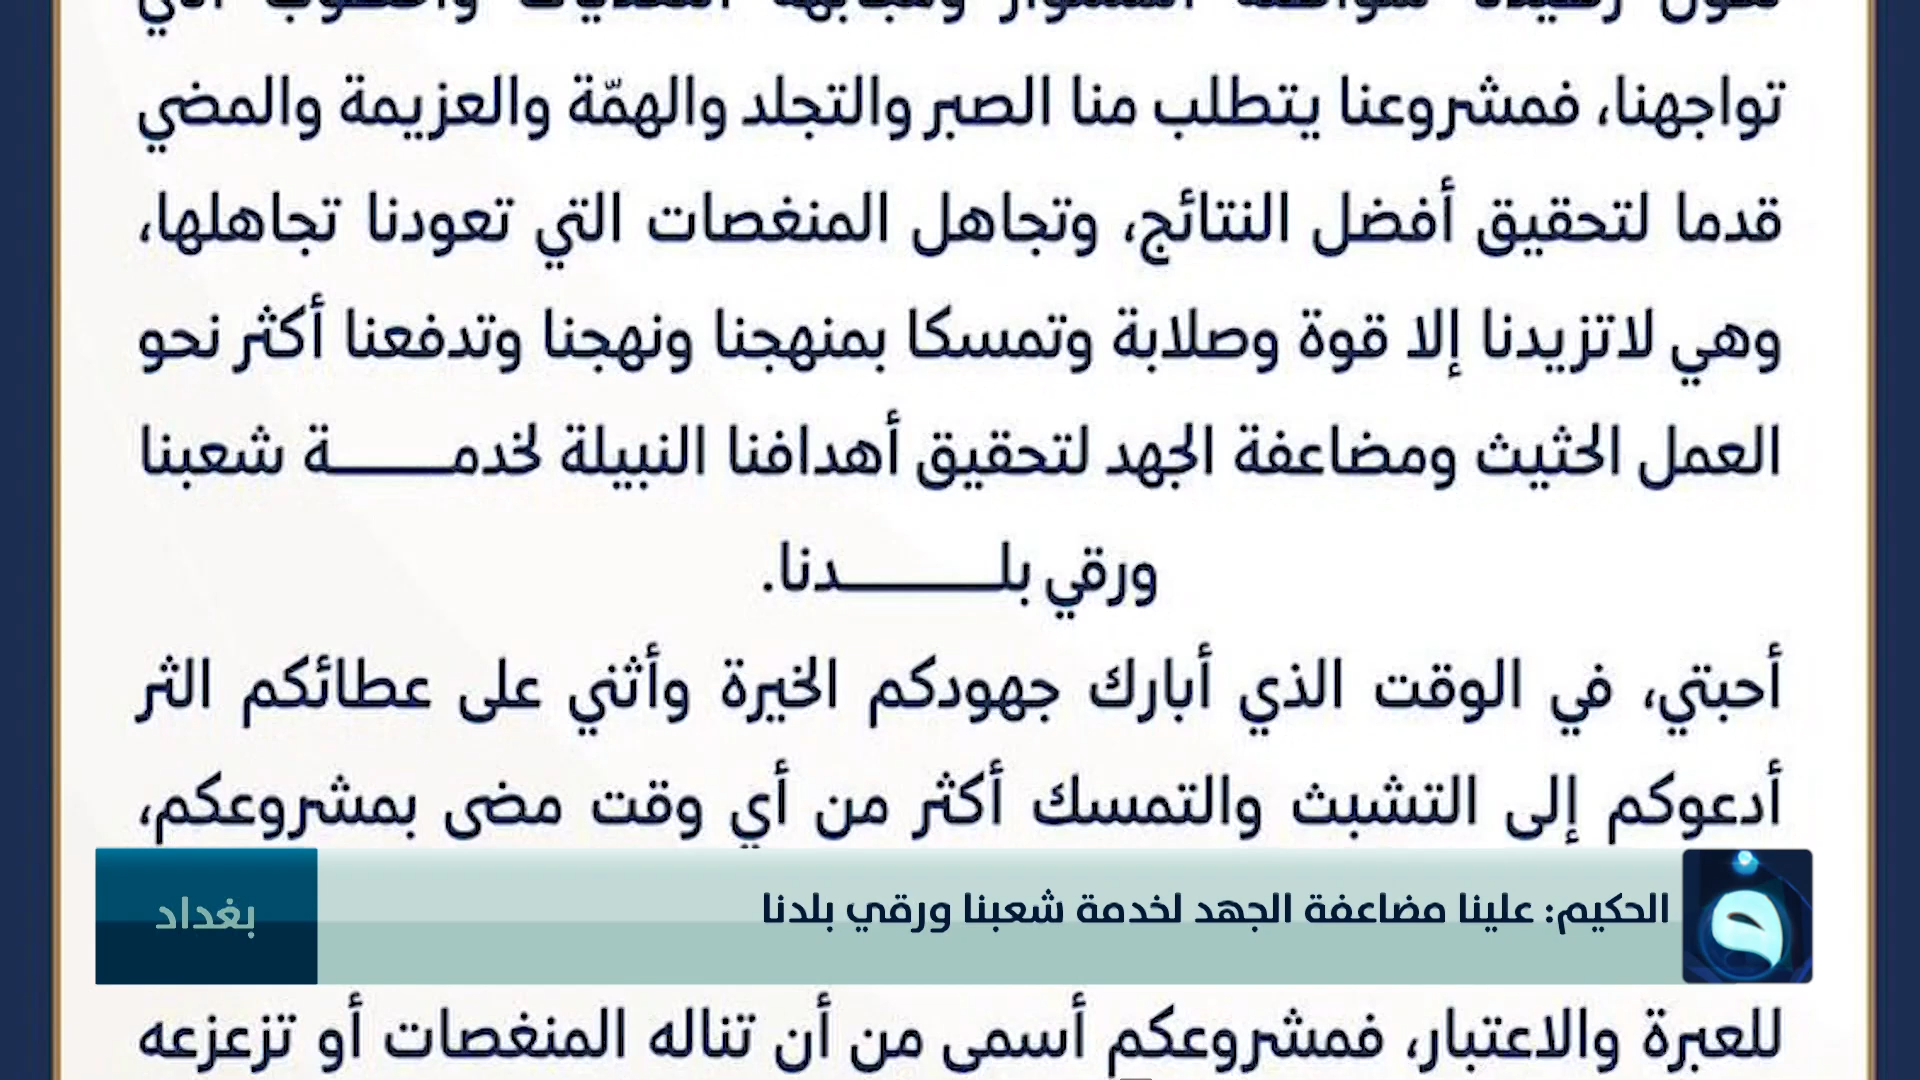 تواجهنا، فمشروعنا يتطلب منا الصبر والتجلد والهمّة والعزيمة والمضي
قدما لتحقيق أفضل النتائج، وتجاهل المنغصات التي تعودنا تجاهلها،
وهي لاتزيدنا إلا قوة وصلابة وتمسكا بمنهجنا ونهجنا وتدفعنا أكثر نحو
العمل الحثيث ومضاعفة الجهد لتحقيق أهدافنا النبيلة لخدمـــــــة شعبنا
ورقي بلـــــــــدنا.
أحبتي، في الوقت الذي أبارك جهودكم الخيرة وأثني على عطائكم الثر
أدعوكم إلى التشبث والتمسك أكثر من أي وقت مضى بمشروعكم،
الحكيم: علينا مضاعفة الجهد لخدمة شعبنا ورقي بلدنا
بغداد
للعبرة والاعتبار، فمشروعكم أسمى من أن تناله المنغصات أو تزعزعه